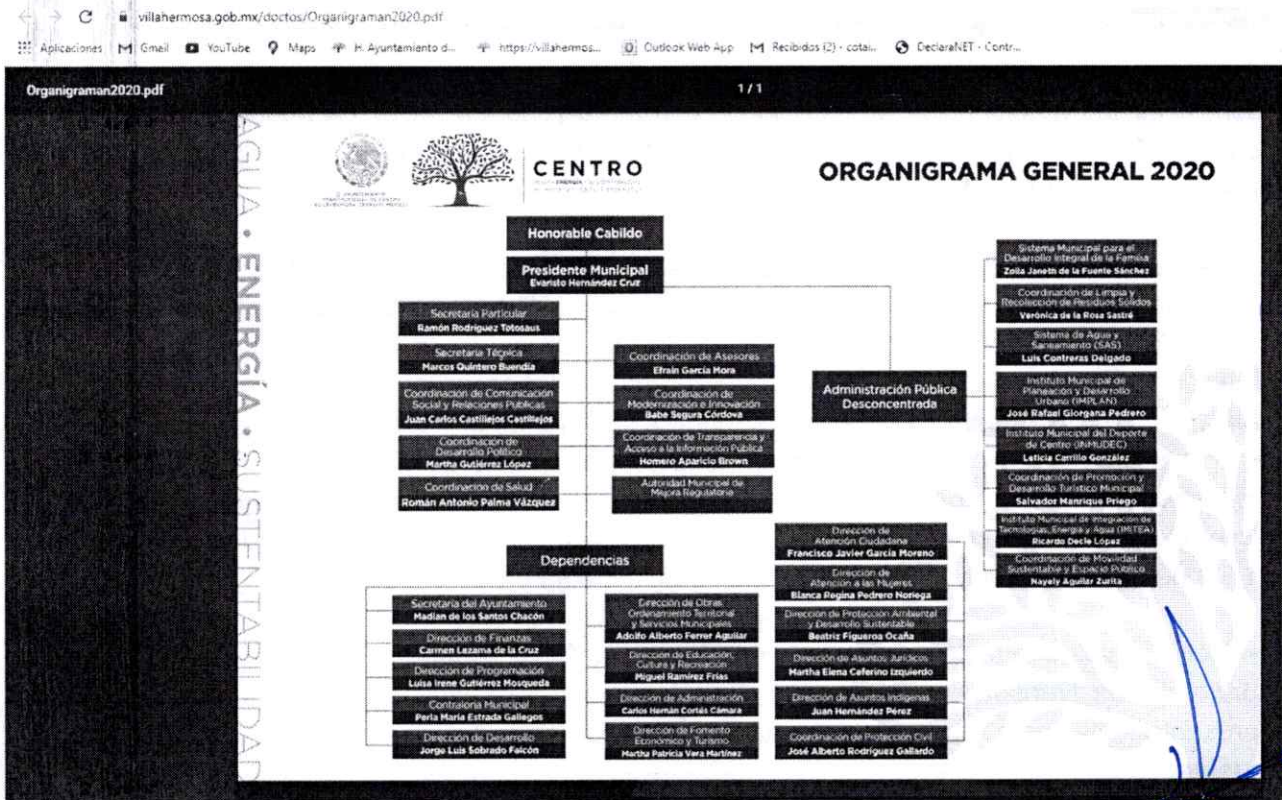 villahermosa.gob.mx/doctos/Organigraman2020.pdf
Aplicaciones Gmail YouTube Maps H. Ayuntamiento d... https://villahermos... Outlook Web App Recibidos (2) - cotai... DeclaraNET - Contr...
Organigraman2020.pdf 1 / 1
AGUA • ENERGÍA • SUSTENTABILIDAD
CENTRO
ORGANIGRAMA GENERAL 2020
Honorable Cabildo
Presidente Municipal
Evaristo Hernández Cruz
Secretaría Particular
Ramón Rodríguez Totosaus
Secretaría Técnica
Marcos Quintero Buendía
Coordinación de Comunicación
Social y Relaciones Públicas
Juan Carlos Castillejos Castillejos
Coordinación de
Desarrollo Político
Martha Gutiérrez López
Coordinación de Salud
Román Antonio Palma Vázquez
Coordinación de Asesores
Efraín García Mora
Coordinación de
Modernización e Innovación
Babe Segura Córdova
Coordinación de Transparencia y
Acceso a la Información Pública
Homero Aparicio Brown
Autoridad Municipal de
Mejora Regulatoria
Administración Pública
Desconcentrada
Sistema Municipal para el
Desarrollo Integral de la Familia
Zoila Janeth de la Fuente Sánchez
Coordinación de Limpia y
Recolección de Residuos Sólidos
Verónica de la Rosa Sastré
Sistema de Agua y
Saneamiento (SAS)
Luis Contreras Delgado
Instituto Municipal de
Planeación y Desarrollo
Urbano (IMPLAN)
José Rafael Giorgana Pedrero
Instituto Municipal del Deporte
de Centro (INMUDEC)
Leticia Carrillo González
Coordinación de Promoción y
Desarrollo Turístico Municipal
Salvador Manrique Priego
Instituto Municipal de Integración de
Tecnologías, Energía y Agua (IMITEA)
Ricardo Decle López
Coordinación de Movilidad
Sustentable y Espacio Público
Nayely Aguilar Zurita
Dependencias
Secretaría del Ayuntamiento
Madian de los Santos Chacón
Dirección de Finanzas
Carmen Lezama de la Cruz
Dirección de Programación
Luisa Irene Gutiérrez Mosqueda
Contraloría Municipal
Perla María Estrada Gallegos
Dirección de Desarrollo
Jorge Luis Sobrado Falcón
Dirección de Obras,
Ordenamiento Territorial
y Servicios Municipales
Adolfo Alberto Ferrer Aguilar
Dirección de Educación,
Cultura y Recreación
Miguel Ramírez Frías
Dirección de Administración
Carlos Hernán Cortés Cámara
Dirección de Fomento
Económico y Turismo
Martha Patricia Vera Martínez
Dirección de
Atención Ciudadana
Francisco Javier García Moreno
Dirección de
Atención a las Mujeres
Blanca Regina Pedrero Noriega
Dirección de Protección Ambiental
y Desarrollo Sustentable
Beatriz Figueroa Ocaña
Dirección de Asuntos Jurídicos
Martha Elena Ceferino Izquierdo
Dirección de Asuntos Indígenas
Juan Hernández Pérez
Coordinación de Protección Civil
José Alberto Rodríguez Gallardo